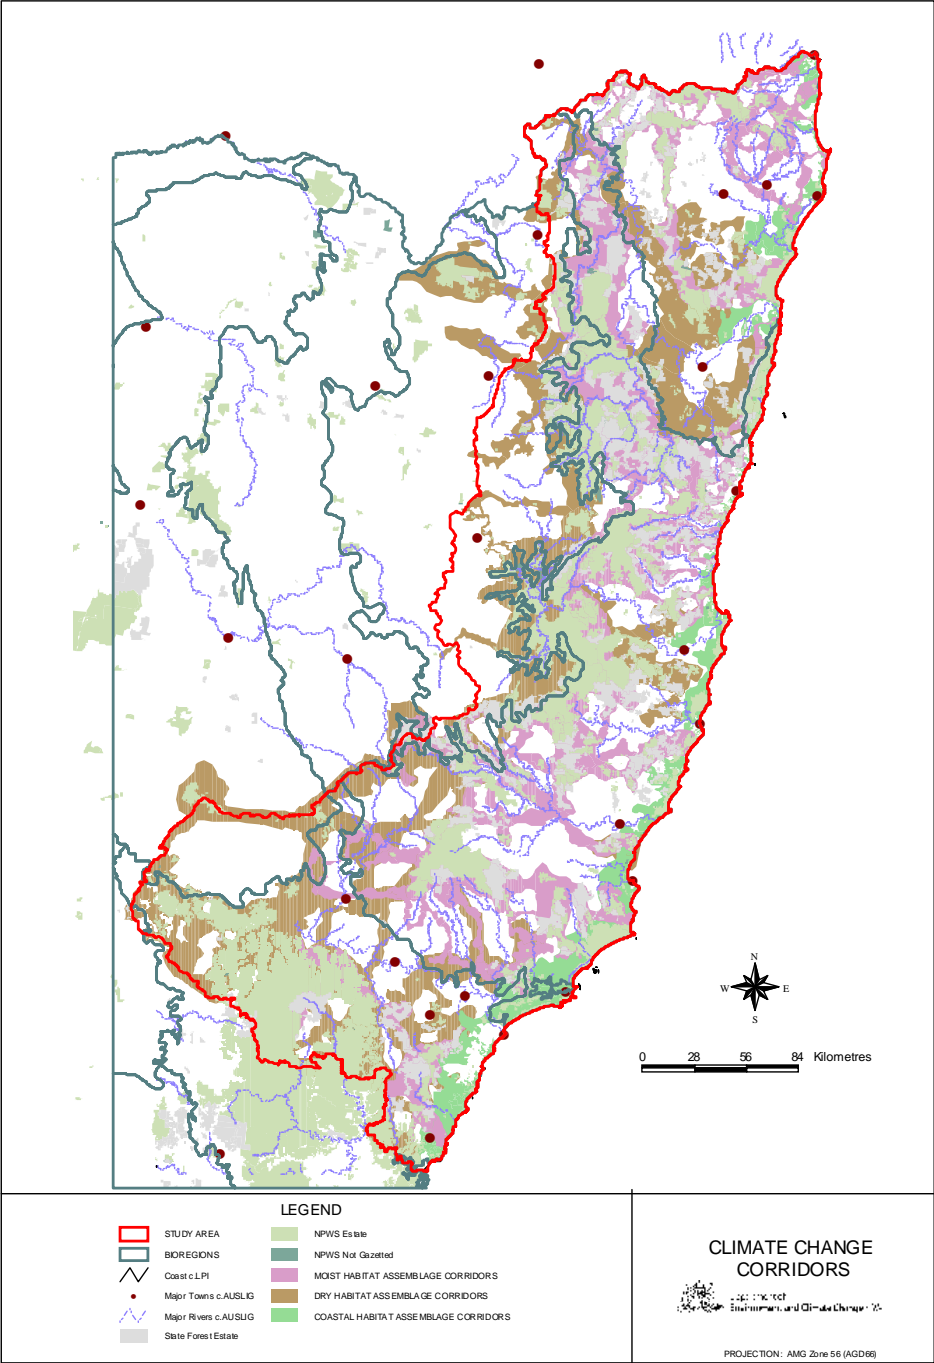 N
W E
S
0 28 56 84 Kilometres
LEGEND
STUDY AREA
BIOREGIONS
Coast c.LPI
Major Towns c.AUSLIG
Major Rivers c.AUSLIG
State Forest Estate
NPWS Estate
NPWS Not Gazetted
MOIST HABITAT ASSEMBLAGE CORRIDORS
DRY HABITAT ASSEMBLAGE CORRIDORS
COASTAL HABITAT ASSEMBLAGE CORRIDORS
CLIMATE CHANGE
CORRIDORS
PROJECTION: AMG Zone 56 (AGD66)